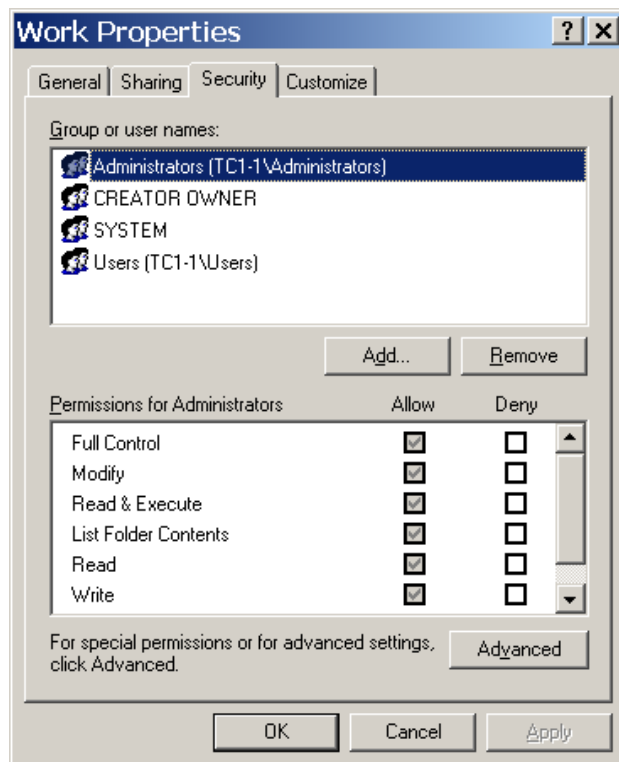 Work Properties
General Sharing Security Customize
Group or user names:
Administrators (TC1-1\Administrators)
CREATOR OWNER
SYSTEM
Users (TC1-1\Users)
Add... Remove
Permissions for Administrators Allow Deny
Full Control
Modify
Read & Execute
List Folder Contents
Read
Write
For special permissions or for advanced settings,
click Advanced.
Advanced
OK Cancel Apply